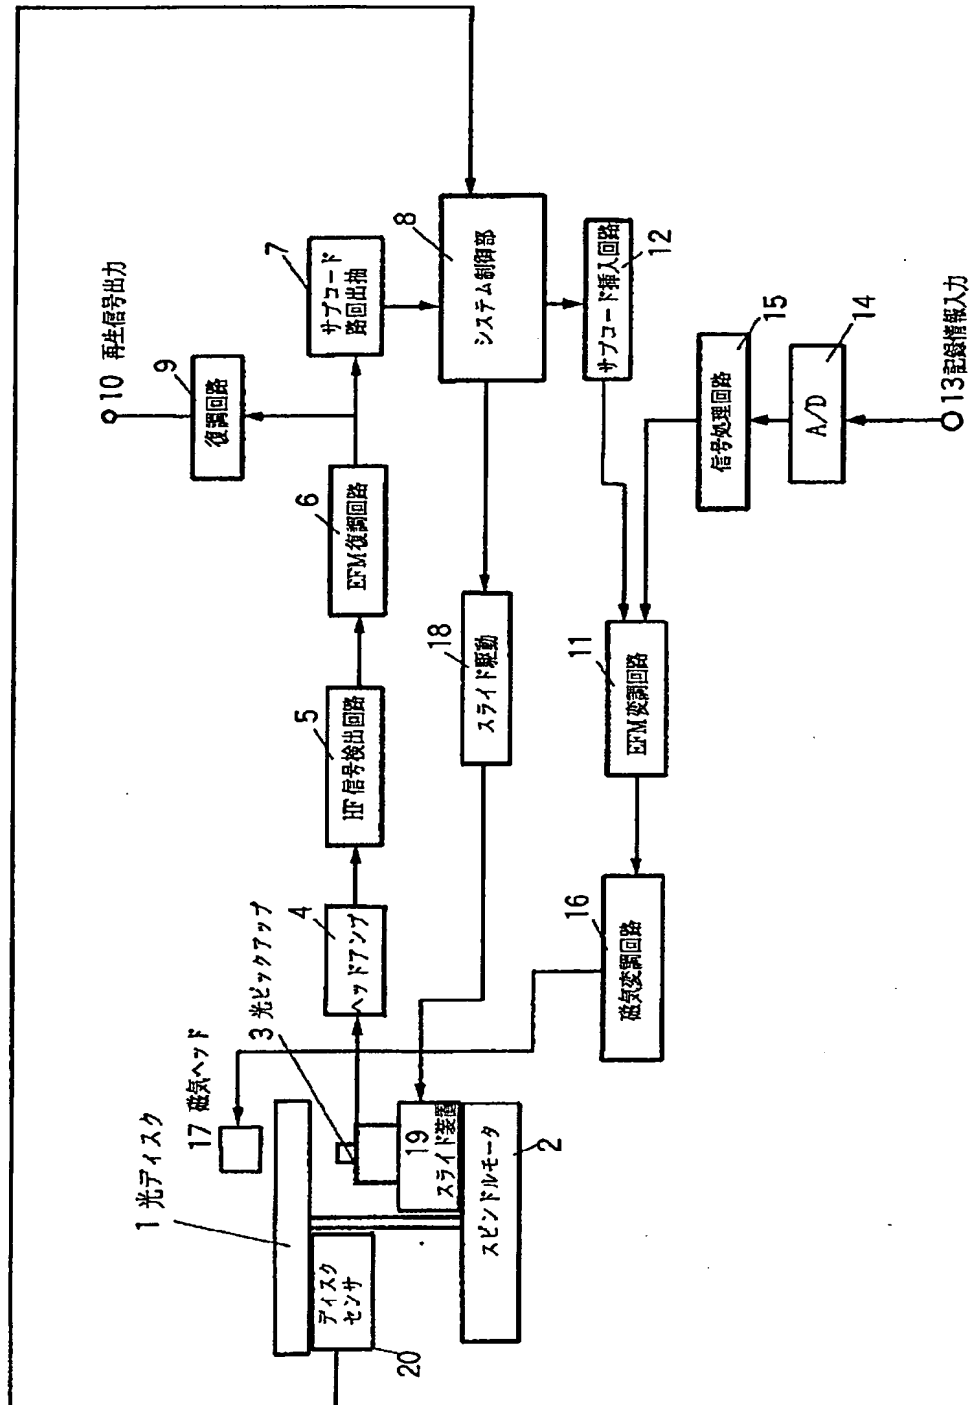 1 光ディスク
17 磁気ヘッド
3 光ピックアップ
ディスク
センサ
20
19
スライド装置
スピンドルモータ
2
4
ヘッドアンプ
5
HF信号検出回路
6
EFM復調回路
9
復調回路
10 再生信号出力
7
サブコード
路回出抽
8
システム制御部
18
スライド駆動
12
サブコード挿入回路
11
EFM変調回路
16
磁気変調回路
15
信号処理回路
14
A/D
13記録情報入力